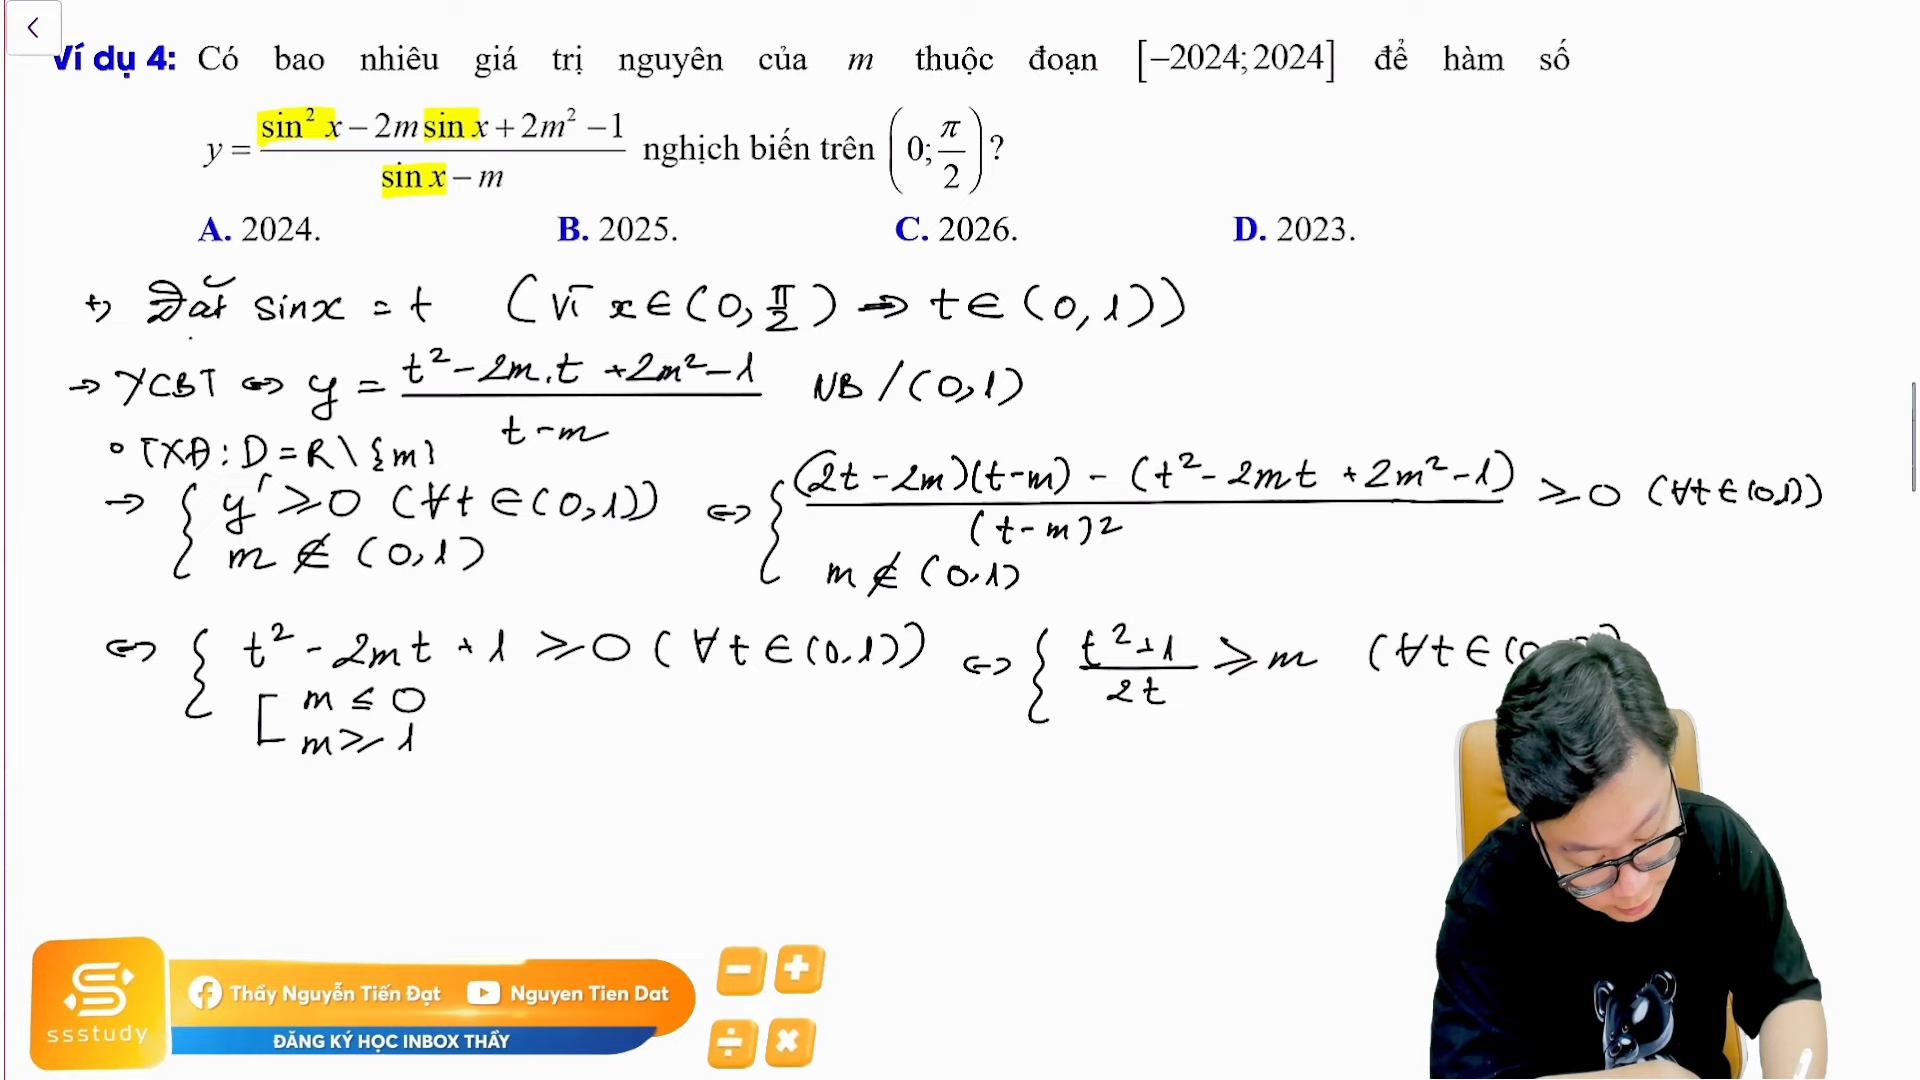 Ví dụ 4: Có bao nhiêu giá trị nguyên của m thuộc đoạn [−2024;2024] để hàm số
y = (sin² x − 2m sin x + 2m² − 1)/(sin x − m) nghịch biến trên (0; π/2)?
A. 2024. B. 2025. C. 2026. D. 2023.
+, Đặt sinx = t (Vì x ∈ (0, π/2) → t ∈ (0,1))
→ YCBT ⇔ y = (t² − 2m.t + 2m² − 1)/(t − m) NB / (0,1)
° TXĐ: D = R \ {m}
→ { y' ≥ 0 (∀t ∈ (0,1)) ⇔ { ((2t − 2m)(t − m) − (t² − 2mt + 2m² − 1))/(t − m)² ≥ 0 (∀t ∈ (0,1))
m ∉ (0,1) m ∉ (0,1)
⇔ { t² − 2mt + 1 ≥ 0 (∀t ∈ (0,1)) ⇔ { (t² + 1)/2t ≥ m (∀t ∈ (0
[ m ≤ 0
m ≥ 1
ssstudy
Thầy Nguyễn Tiến Đạt Nguyen Tien Dat
ĐĂNG KÝ HỌC INBOX THẦY